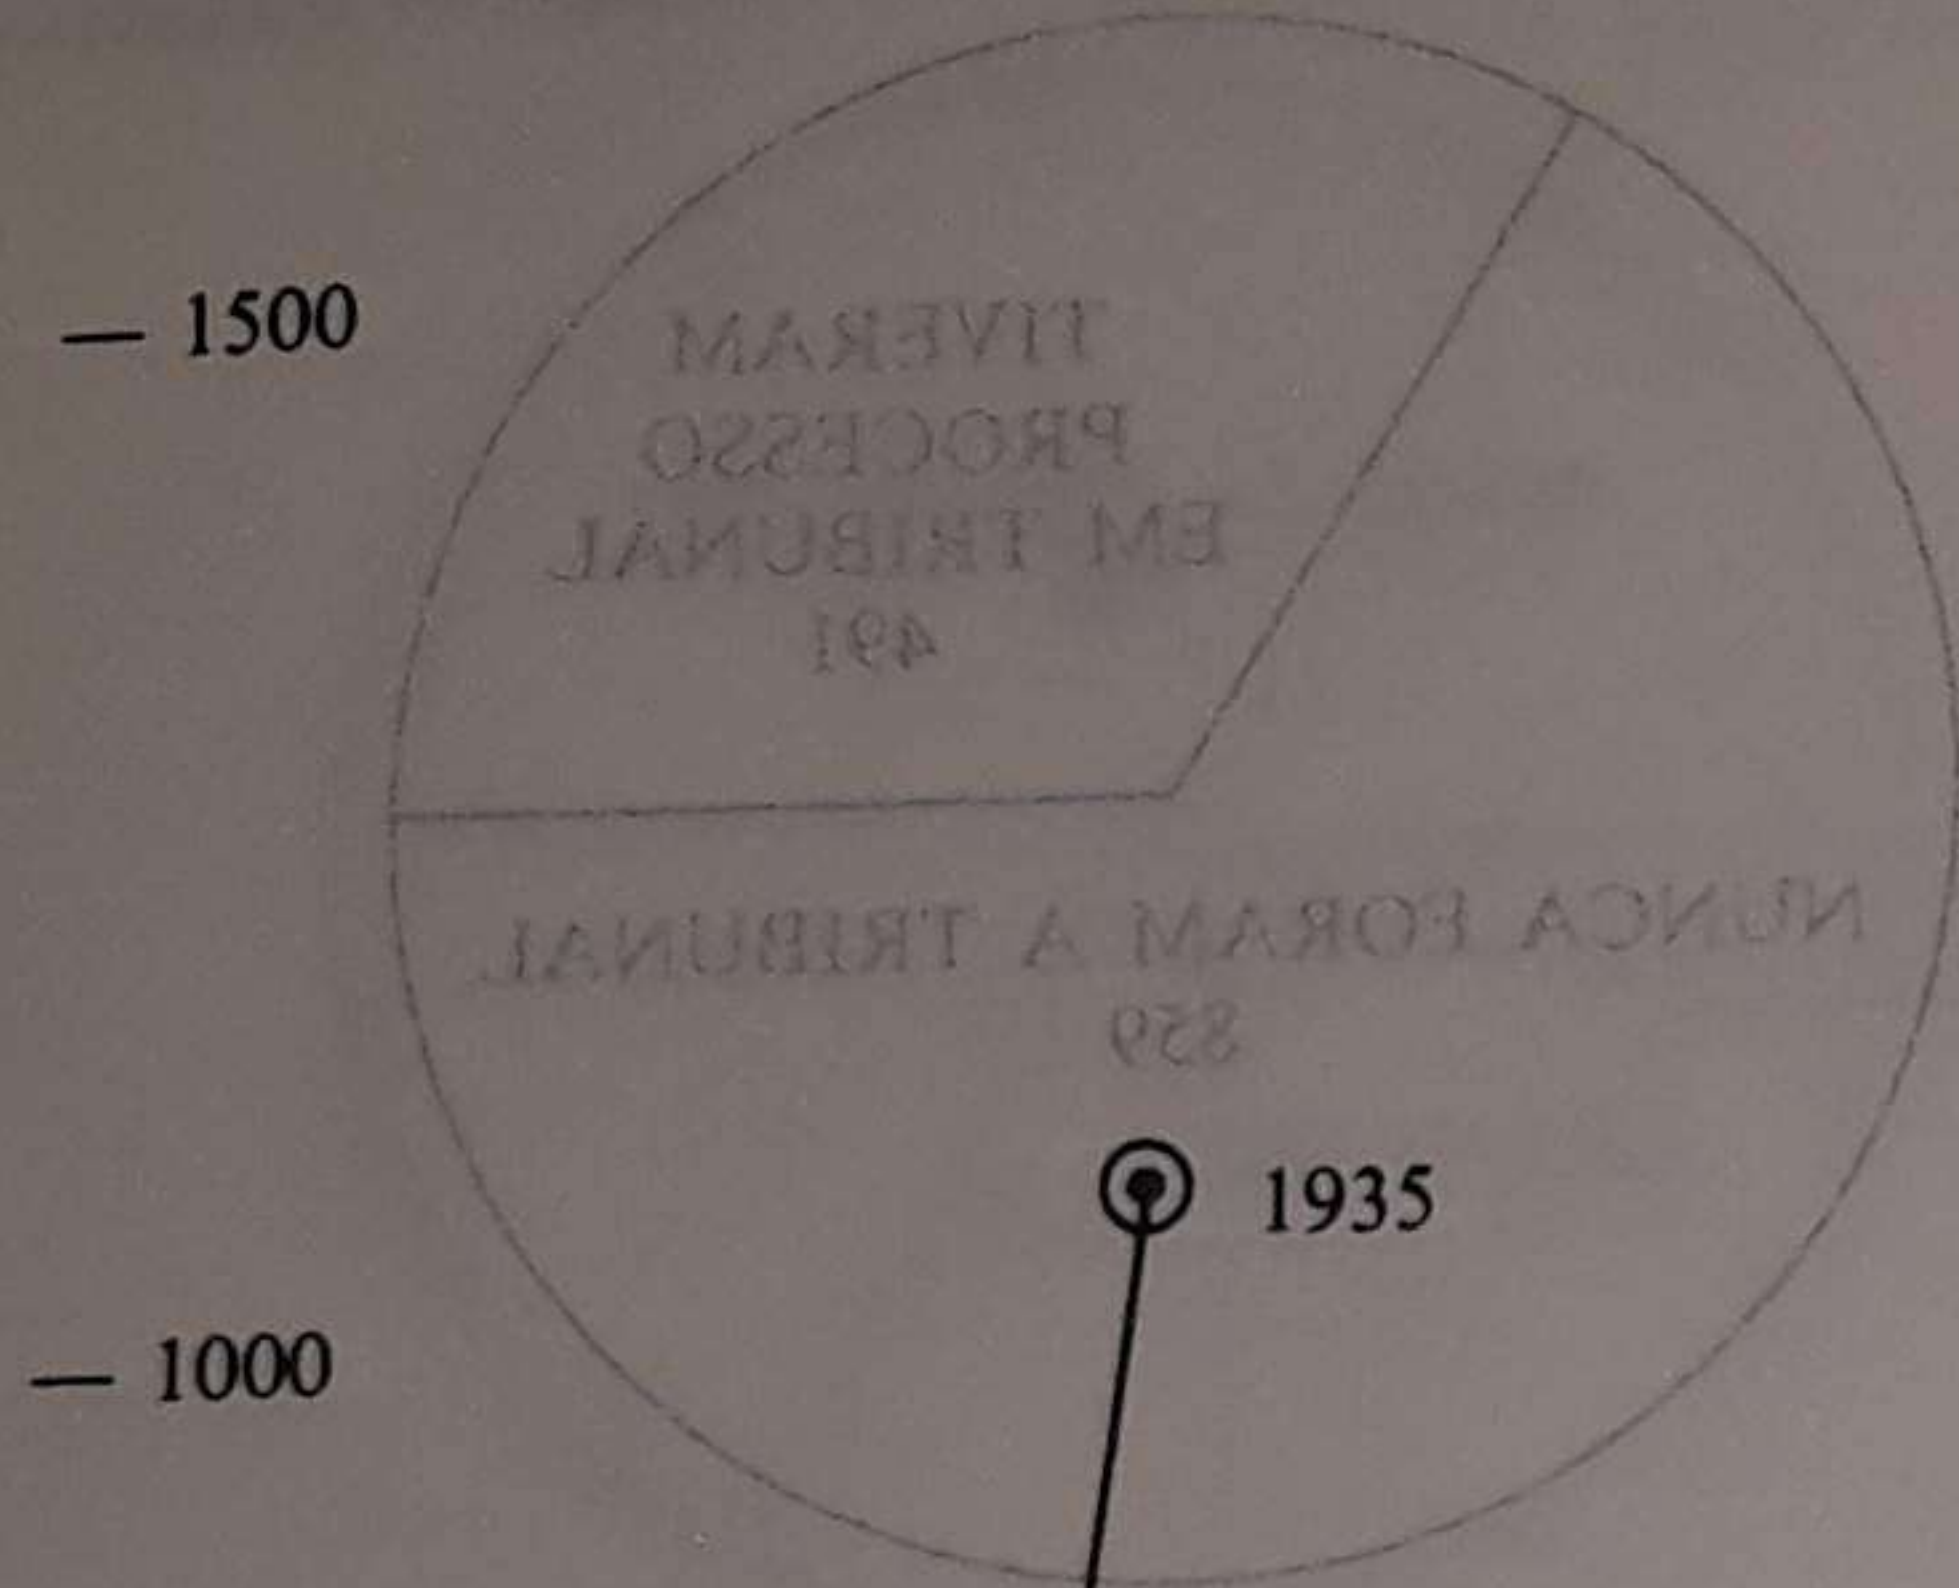 — 1500
TIVERAM
PROCESSO
EM TRIBUNAL
491
NUNCA FORAM A TRIBUNAL
859
1935
— 1000